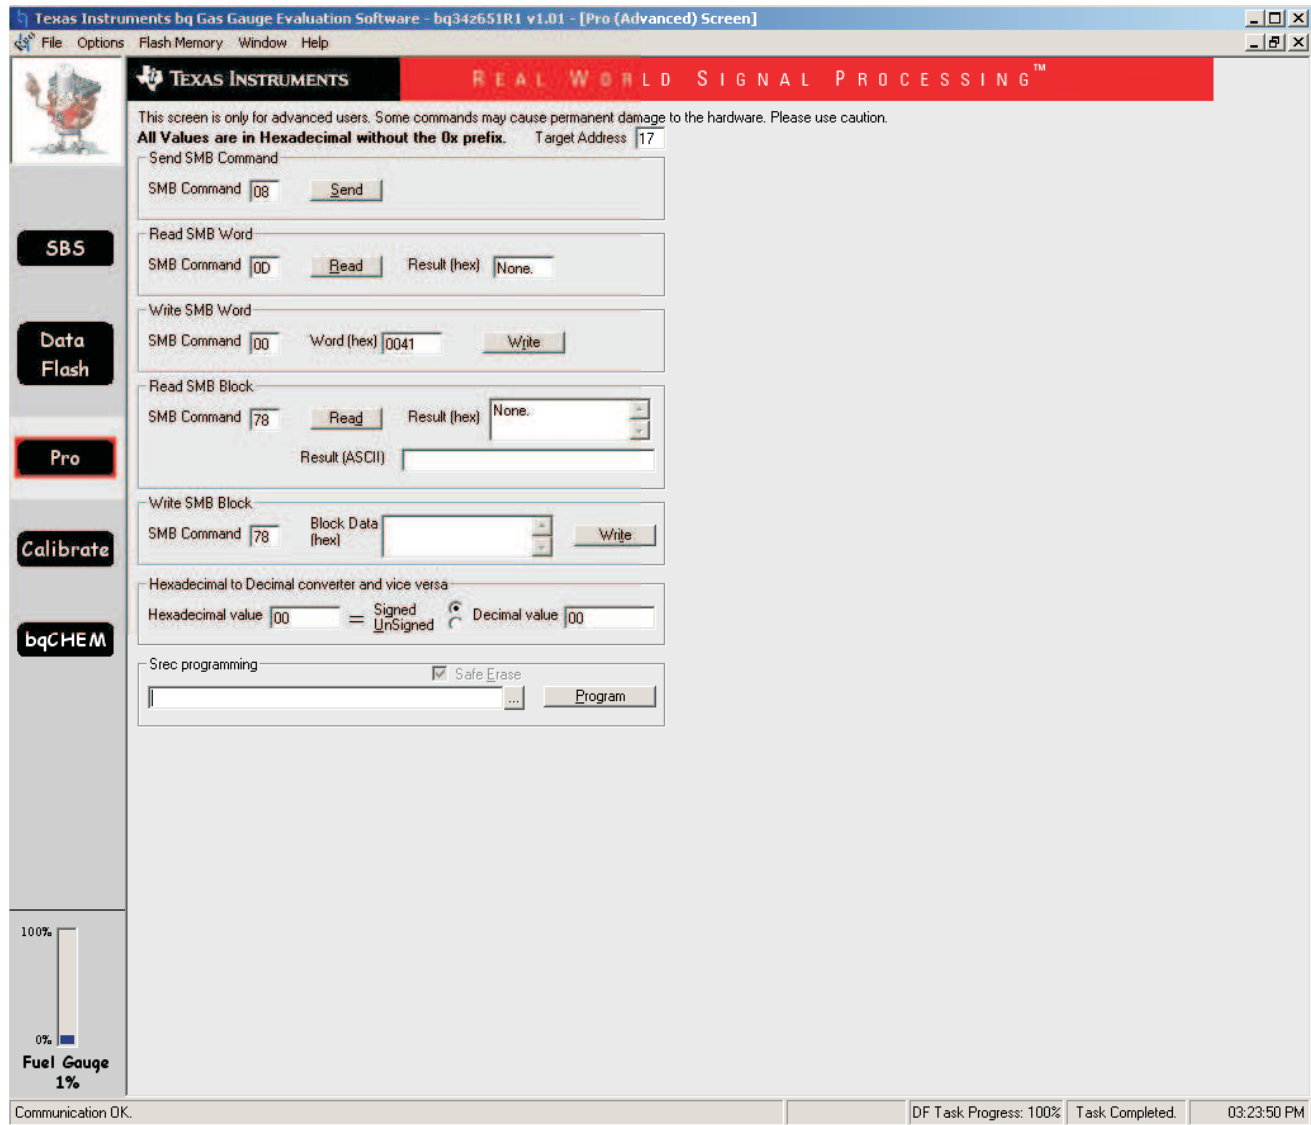 Texas Instruments bq Gas Gauge Evaluation Software - bq34z651R1 v1.01 - [Pro (Advanced) Screen]
File Options Flash Memory Window Help
TEXAS INSTRUMENTS
REAL WORLD SIGNAL PROCESSING™
This screen is only for advanced users. Some commands may cause permanent damage to the hardware. Please use caution.
All Values are in Hexadecimal without the 0x prefix. Target Address 17
Send SMB Command
SMB Command 08 Send
Read SMB Word
SMB Command 0D Read Result (hex) None.
Write SMB Word
SMB Command 00 Word (hex) 0041 Write
Read SMB Block
SMB Command 78 Read Result (hex) None.
Result (ASCII)
Write SMB Block
SMB Command 78 Block Data (hex) Write
Hexadecimal to Decimal converter and vice versa
Hexadecimal value 00 = Signed UnSigned Decimal value 00
Srec programming
Safe Erase
... Program
SBS
Data
Flash
Pro
Calibrate
bqCHEM
100%
0%
Fuel Gauge
1%
Communication OK. DF Task Progress: 100% Task Completed. 03:23:50 PM